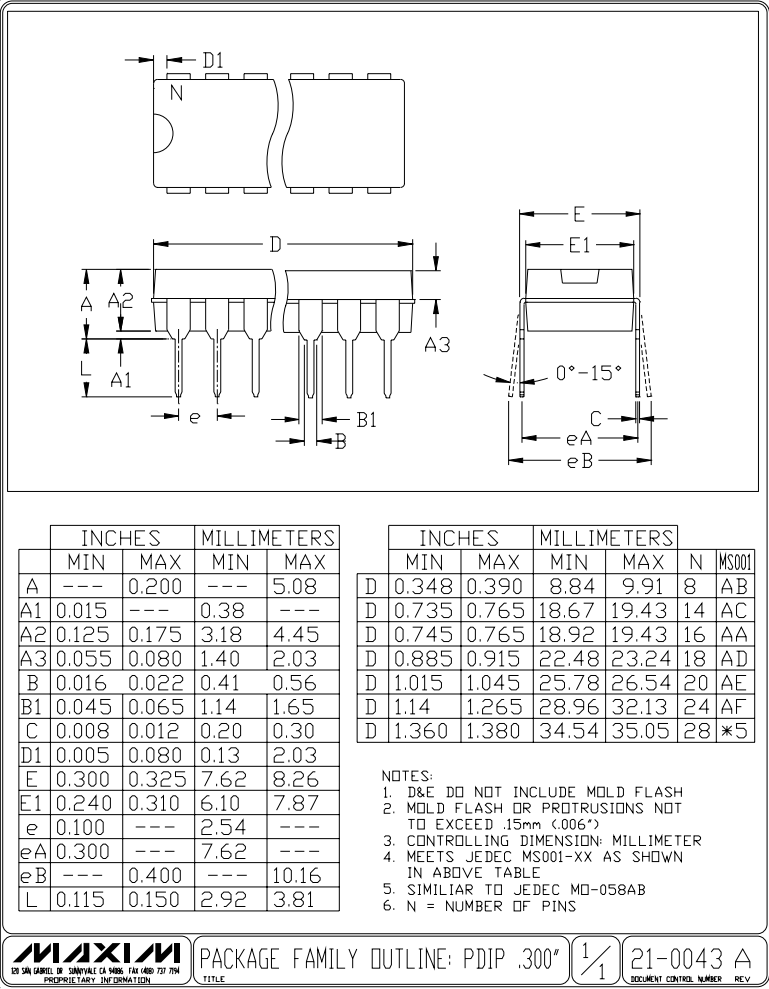 D1
N
D
E
E1
A
A2
A3
L
A1
0°-15°
e
B1
C
B
eA
eB
INCHES MILLIMETERS
MIN MAX MIN MAX
A --- 0.200 --- 5.08
A1 0.015 --- 0.38 ---
A2 0.125 0.175 3.18 4.45
A3 0.055 0.080 1.40 2.03
B 0.016 0.022 0.41 0.56
B1 0.045 0.065 1.14 1.65
C 0.008 0.012 0.20 0.30
D1 0.005 0.080 0.13 2.03
E 0.300 0.325 7.62 8.26
E1 0.240 0.310 6.10 7.87
e 0.100 --- 2.54 ---
eA 0.300 --- 7.62 ---
eB --- 0.400 --- 10.16
L 0.115 0.150 2.92 3.81
INCHES MILLIMETERS
MIN MAX MIN MAX N MS001
D 0.348 0.390 8.84 9.91 8 AB
D 0.735 0.765 18.67 19.43 14 AC
D 0.745 0.765 18.92 19.43 16 AA
D 0.885 0.915 22.48 23.24 18 AD
D 1.015 1.045 25.78 26.54 20 AE
D 1.14 1.265 28.96 32.13 24 AF
D 1.360 1.380 34.54 35.05 28 *5
NOTES:
1. D&E DO NOT INCLUDE MOLD FLASH
2. MOLD FLASH OR PROTRUSIONS NOT
TO EXCEED .15mm (.006")
3. CONTROLLING DIMENSION: MILLIMETER
4. MEETS JEDEC MS001-XX AS SHOWN
IN ABOVE TABLE
5. SIMILIAR TO JEDEC MO-058AB
6. N = NUMBER OF PINS
MAXIM
120 SAN GABRIEL DR SUNNYVALE CA 94086 FAX (408) 737 7194
PROPRIETARY INFORMATION
PACKAGE FAMILY OUTLINE: PDIP .300"
TITLE
1/1
21-0043 A
DOCUMENT CONTROL NUMBER REV